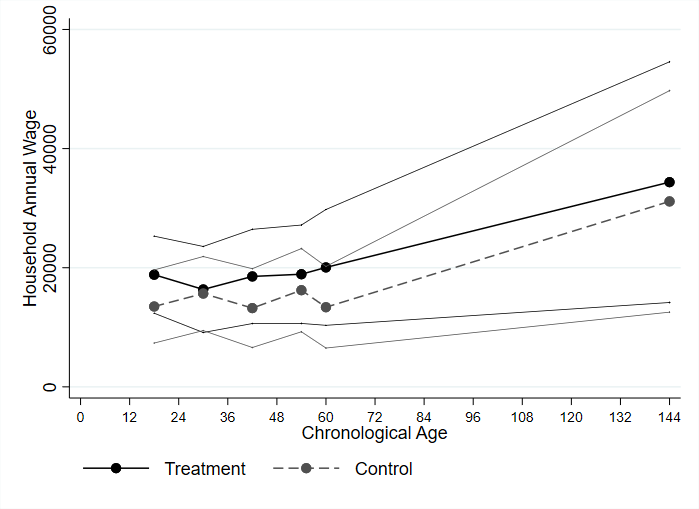 60000
40000
20000
0
Household Annual Wage
0 12 24 36 48 60 72 84 96 108 120 132 144
Chronological Age
Treatment Control